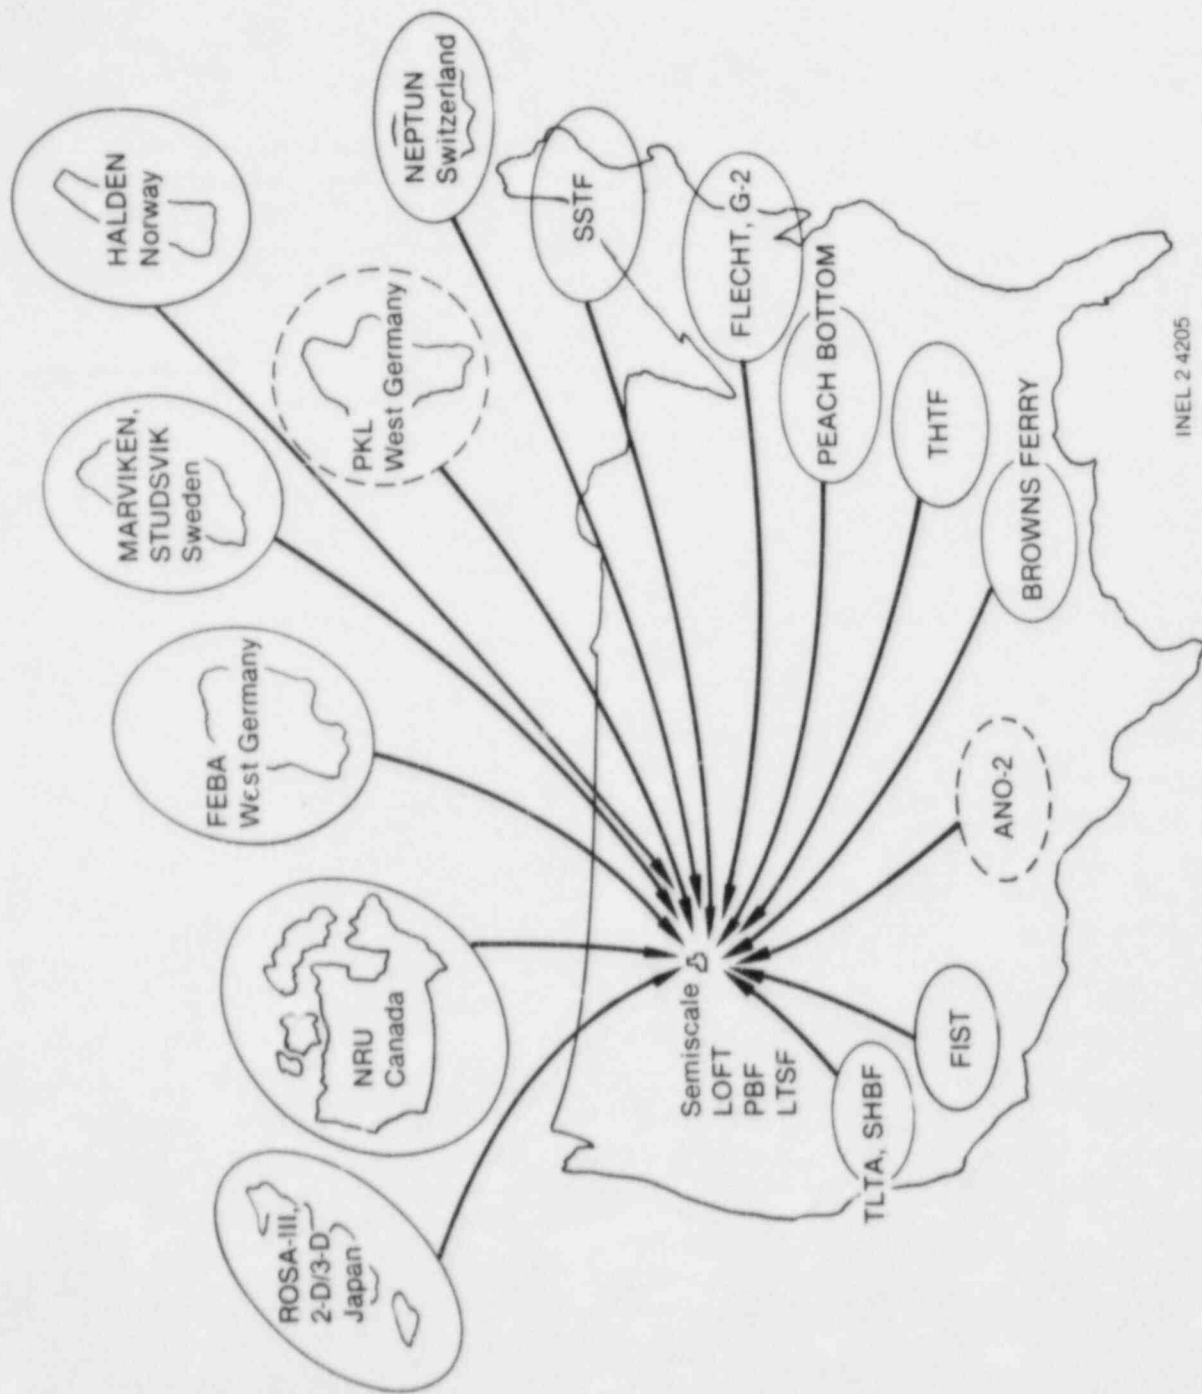 ROSA-III,
2-D/3-D
Japan
NRU
Canada
FEBA
West Germany
MARVIKEN,
STUDSVIK
Sweden
HALDEN
Norway
PKL
West Germany
NEPTUN
Switzerland
SSTF
FLECHT, G-2
PEACH BOTTOM
THTF
BROWNS FERRY
ANO-2
Semiscale
LOFT
PBF
LTSF
TLTA, SHBF
FIST
INEL 2 4205